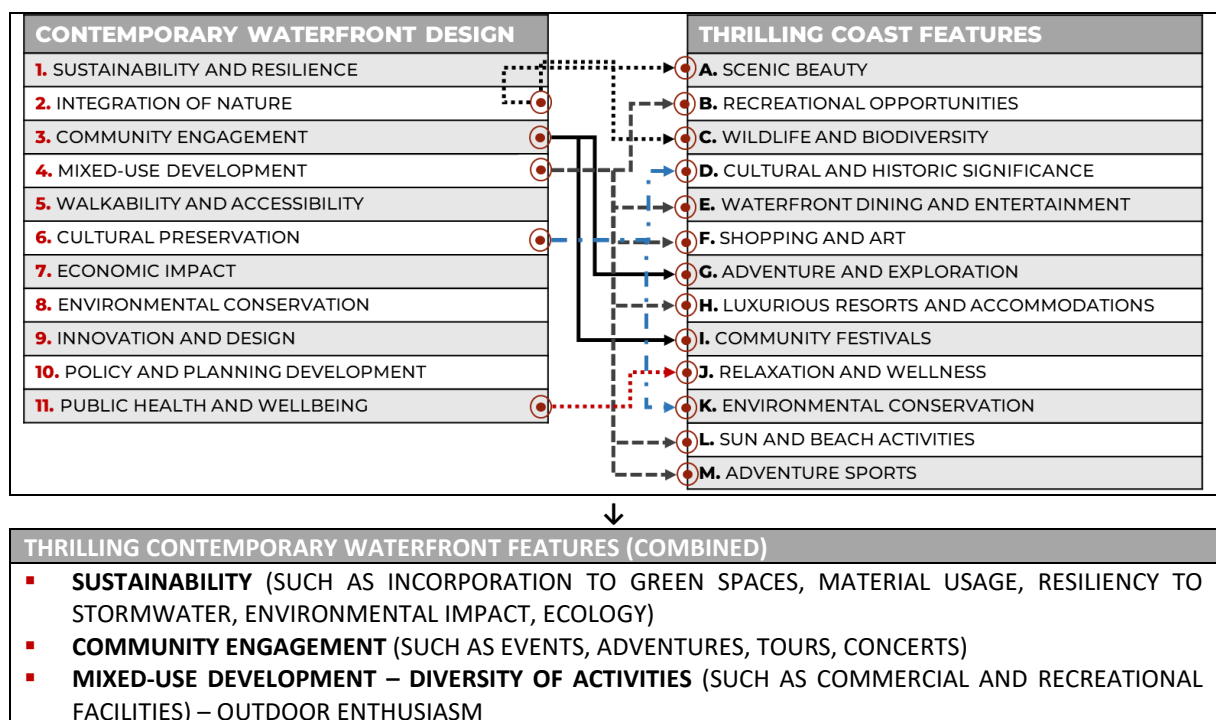 CONTEMPORARY WATERFRONT DESIGN
1. SUSTAINABILITY AND RESILIENCE
2. INTEGRATION OF NATURE
3. COMMUNITY ENGAGEMENT
4. MIXED-USE DEVELOPMENT
5. WALKABILITY AND ACCESSIBILITY
6. CULTURAL PRESERVATION
7. ECONOMIC IMPACT
8. ENVIRONMENTAL CONSERVATION
9. INNOVATION AND DESIGN
10. POLICY AND PLANNING DEVELOPMENT
11. PUBLIC HEALTH AND WELLBEING
THRILLING COAST FEATURES
A. SCENIC BEAUTY
B. RECREATIONAL OPPORTUNITIES
C. WILDLIFE AND BIODIVERSITY
D. CULTURAL AND HISTORIC SIGNIFICANCE
E. WATERFRONT DINING AND ENTERTAINMENT
F. SHOPPING AND ART
G. ADVENTURE AND EXPLORATION
H. LUXURIOUS RESORTS AND ACCOMMODATIONS
I. COMMUNITY FESTIVALS
J. RELAXATION AND WELLNESS
K. ENVIRONMENTAL CONSERVATION
L. SUN AND BEACH ACTIVITIES
M. ADVENTURE SPORTS
THRILLING CONTEMPORARY WATERFRONT FEATURES (COMBINED)
▪ SUSTAINABILITY (SUCH AS INCORPORATION TO GREEN SPACES, MATERIAL USAGE, RESILIENCY TO
STORMWATER, ENVIRONMENTAL IMPACT, ECOLOGY)
▪ COMMUNITY ENGAGEMENT (SUCH AS EVENTS, ADVENTURES, TOURS, CONCERTS)
▪ MIXED-USE DEVELOPMENT – DIVERSITY OF ACTIVITIES (SUCH AS COMMERCIAL AND RECREATIONAL
FACILITIES) – OUTDOOR ENTHUSIASM